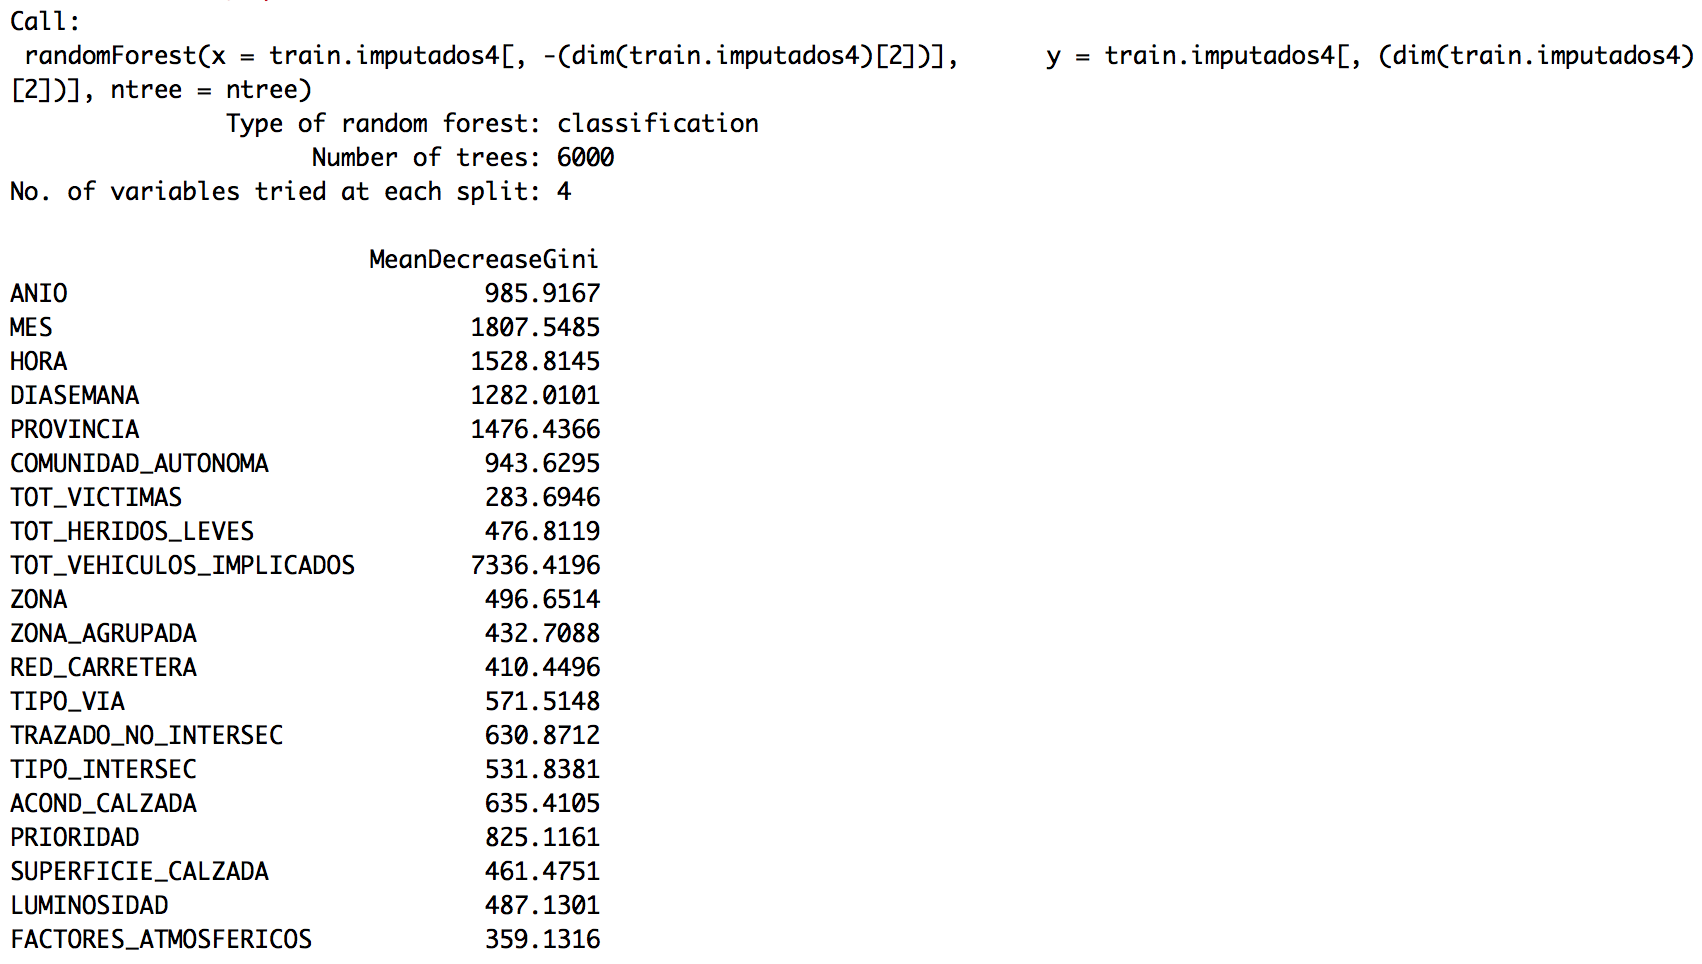 Call:
 randomForest(x = train.imputados4[, -(dim(train.imputados4)[2])],      y = train.imputados4[, (dim(train.imputados4)
[2])], ntree = ntree)
               Type of random forest: classification
                     Number of trees: 6000
No. of variables tried at each split: 4

                         MeanDecreaseGini
ANIO                             985.9167
MES                             1807.5485
HORA                            1528.8145
DIASEMANA                       1282.0101
PROVINCIA                       1476.4366
COMUNIDAD_AUTONOMA               943.6295
TOT_VICTIMAS                     283.6946
TOT_HERIDOS_LEVES                476.8119
TOT_VEHICULOS_IMPLICADOS        7336.4196
ZONA                             496.6514
ZONA_AGRUPADA                    432.7088
RED_CARRETERA                    410.4496
TIPO_VIA                         571.5148
TRAZADO_NO_INTERSEC              630.8712
TIPO_INTERSEC                    531.8381
ACOND_CALZADA                    635.4105
PRIORIDAD                        825.1161
SUPERFICIE_CALZADA               461.4751
LUMINOSIDAD                      487.1301
FACTORES_ATMOSFERICOS            359.1316